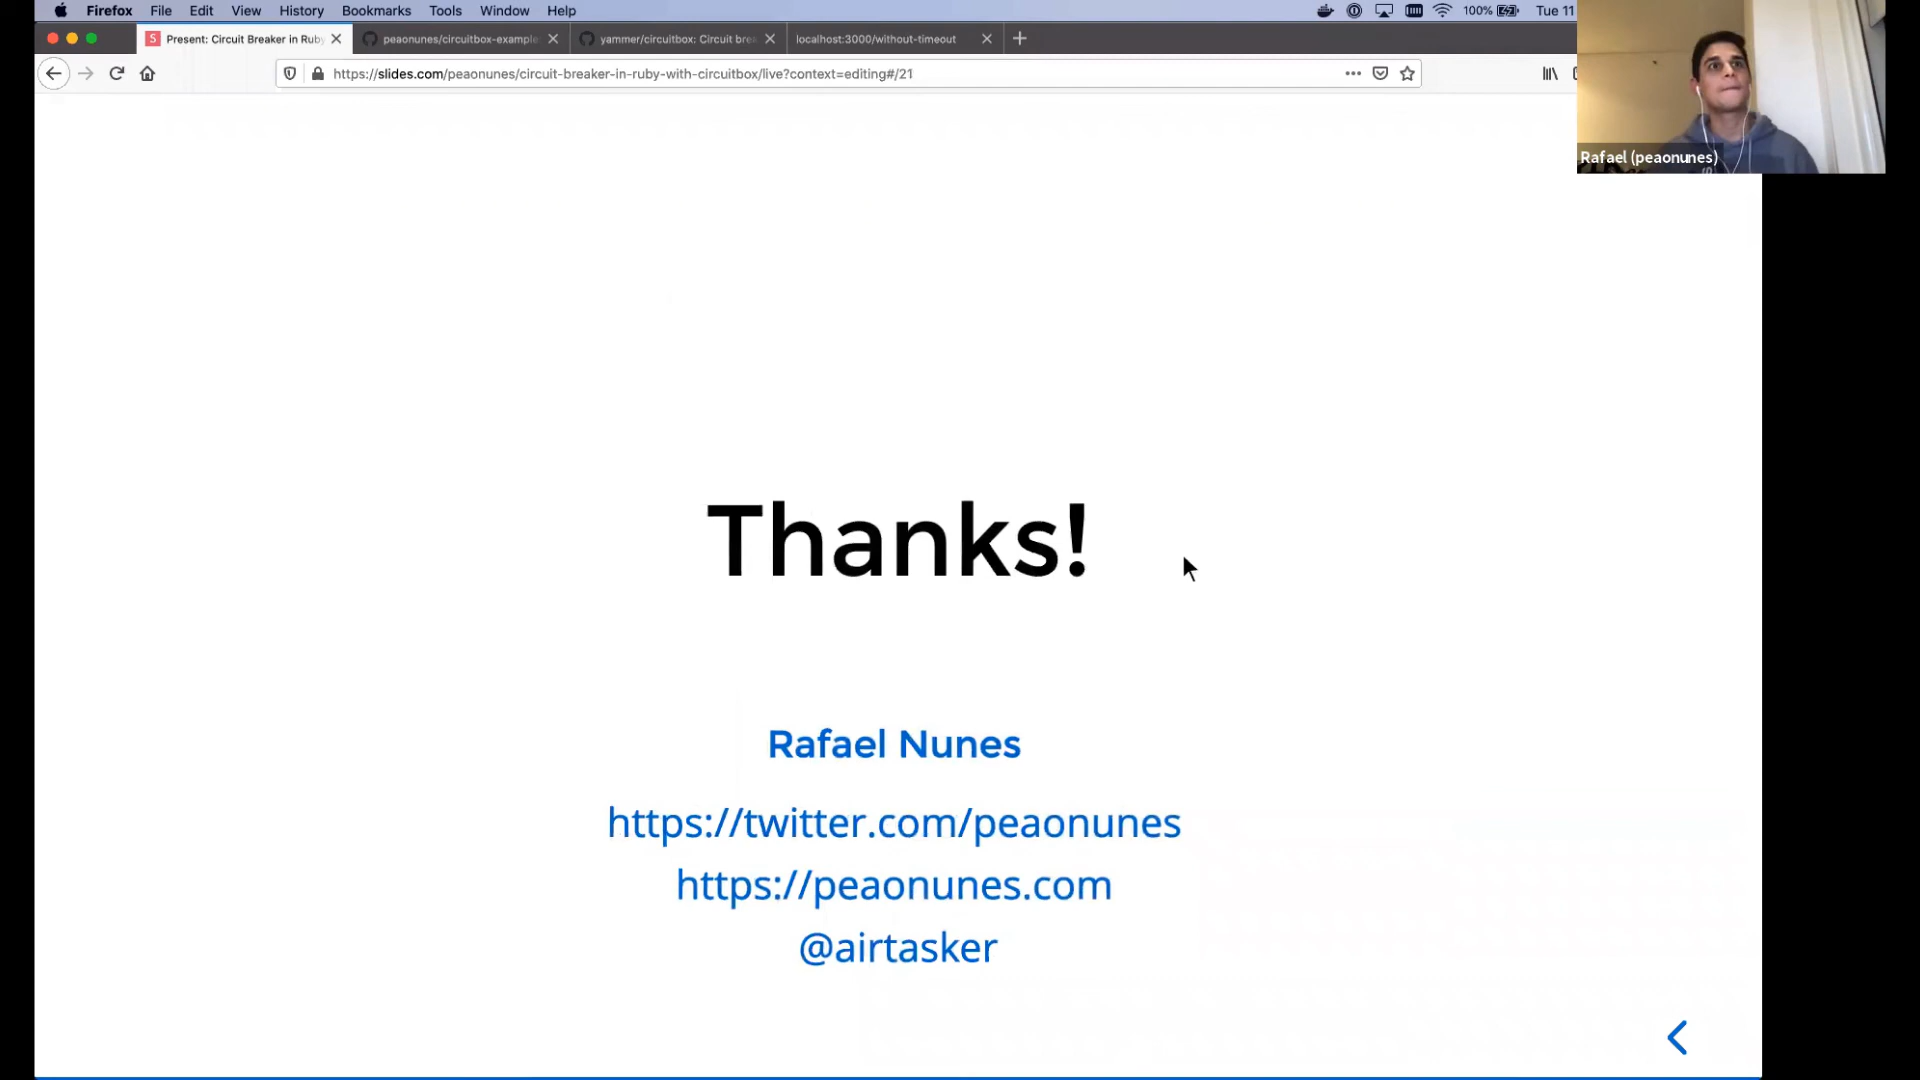 Firefox File Edit View History Bookmarks Tools Window Help 100% Tue 11
Present: Circuit Breaker in Ruby peaonunes/circuitbox-example yammer/circuitbox: Circuit brea localhost:3000/without-timeout
https://slides.com/peaonunes/circuit-breaker-in-ruby-with-circuitbox/live?context=editing#/21
Rafael (peaonunes)
Thanks!
Rafael Nunes
https://twitter.com/peaonunes
https://peaonunes.com
@airtasker